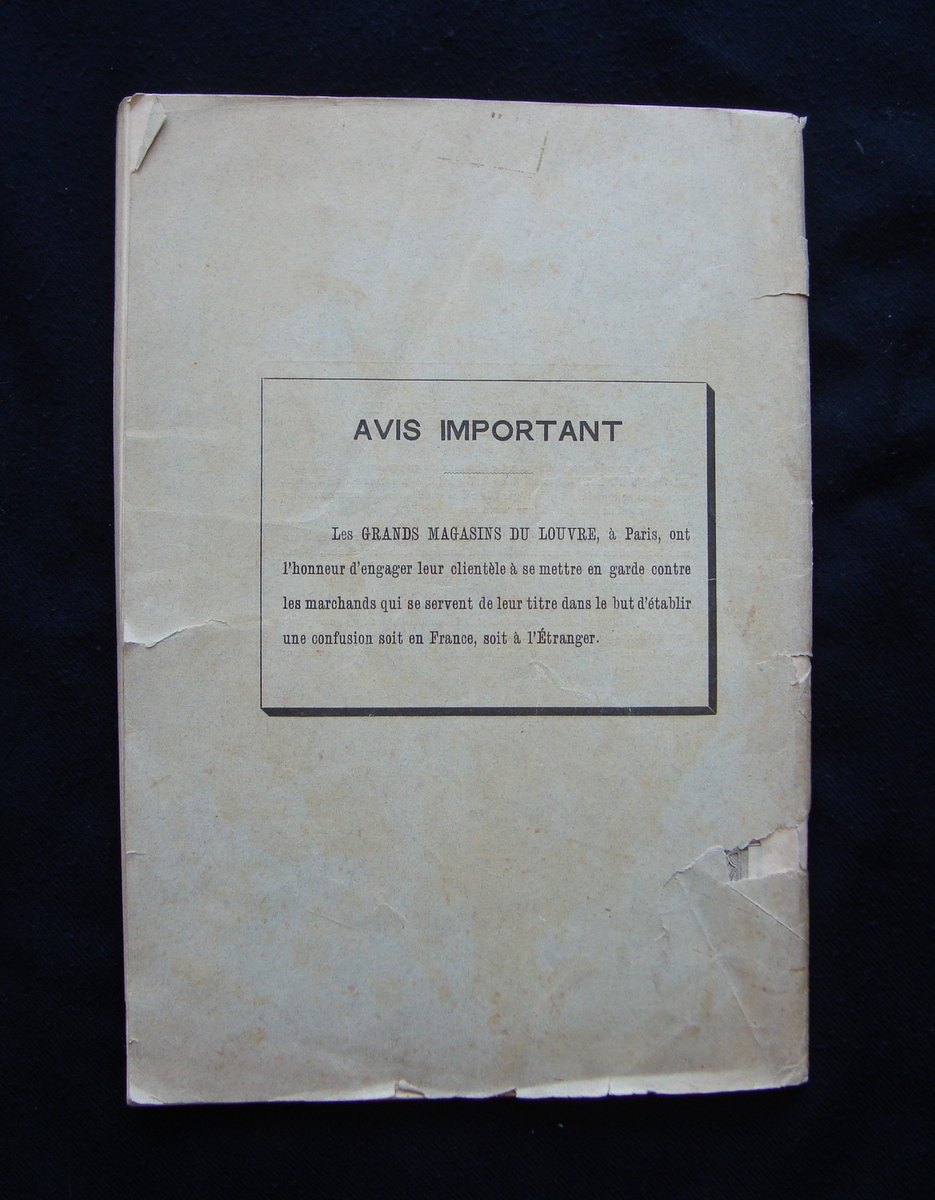 AVIS IMPORTANT
Les GRANDS MAGASINS DU LOUVRE, à Paris, ont
l'honneur d'engager leur clientèle à se mettre en garde contre
les marchands qui se servent de leur titre dans le but d'établir
une confusion soit en France, soit à l'Étranger.